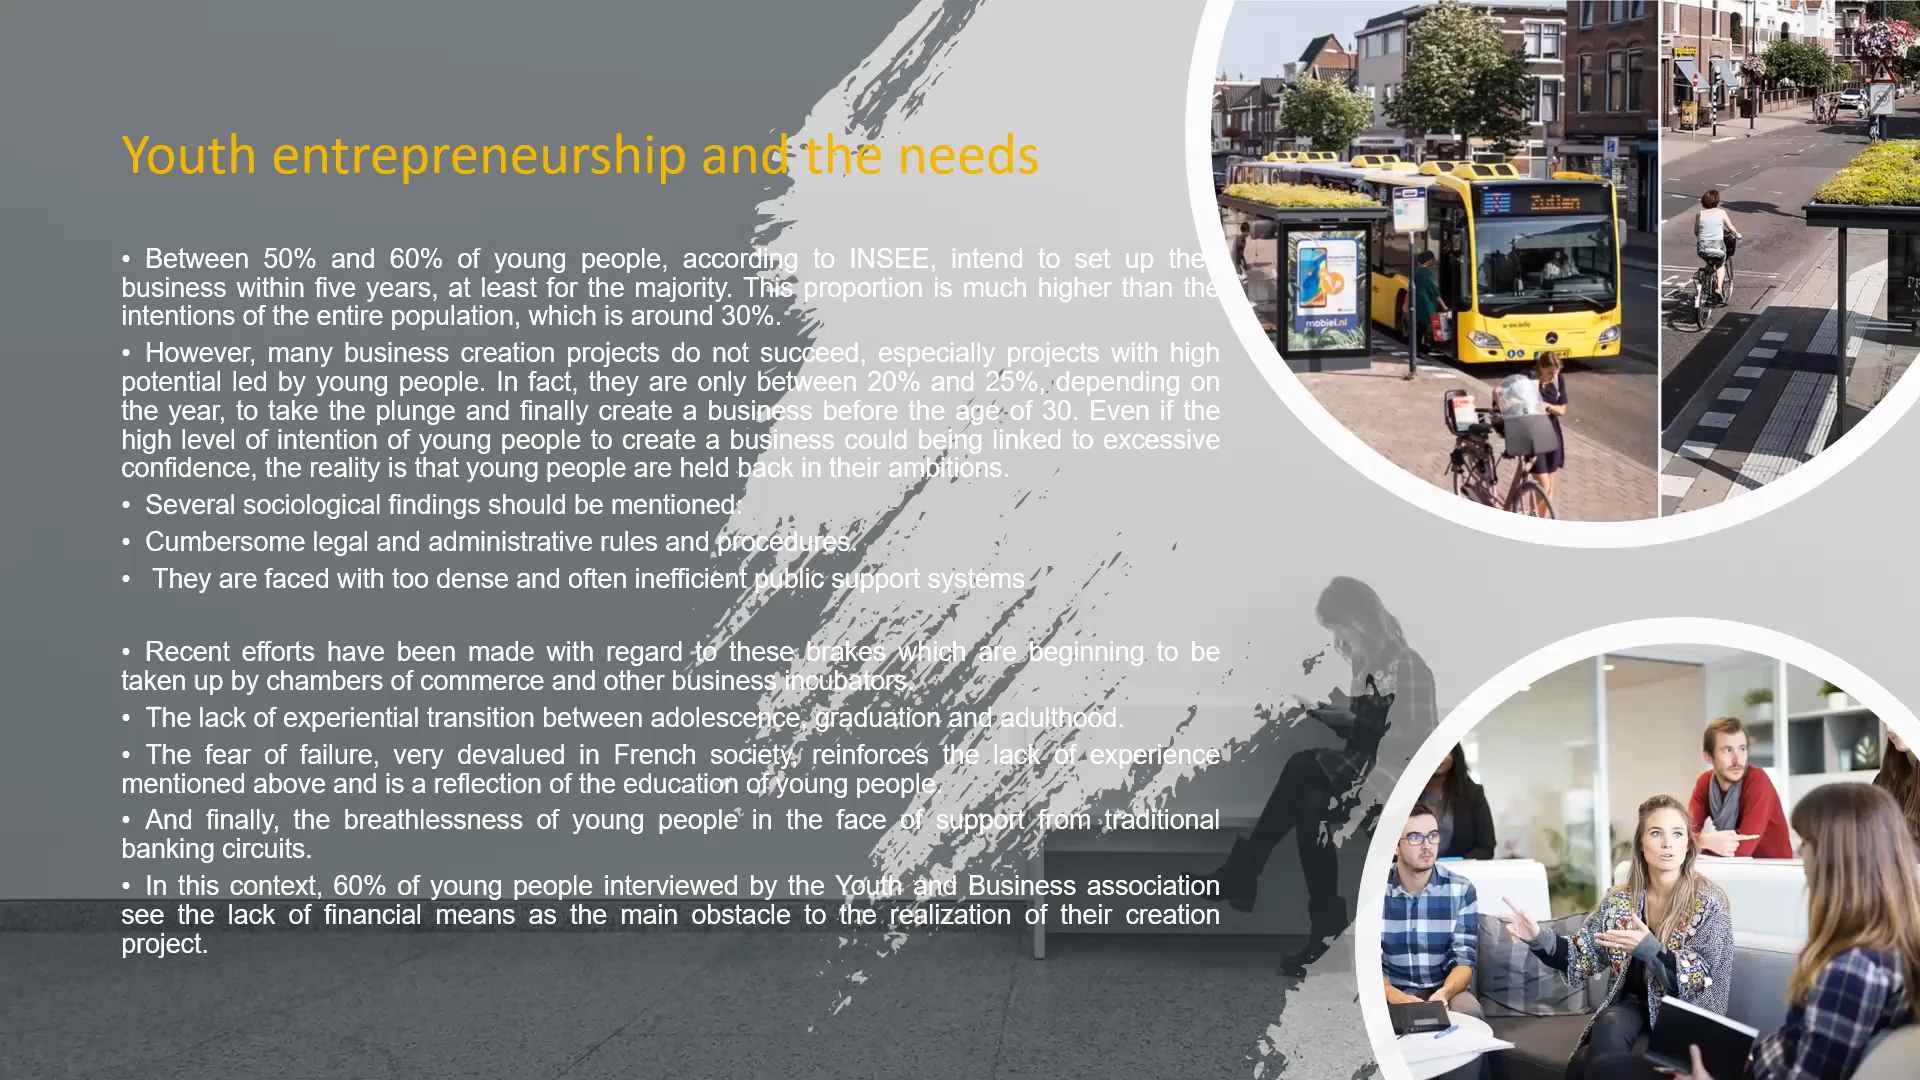 Youth entrepreneurship and the needs
• Between 50% and 60% of young people, according to INSEE, intend to set up the
business within five years, at least for the majority. This proportion is much higher than the
intentions of the entire population, which is around 30%.
• However, many business creation projects do not succeed, especially projects with high
potential led by young people. In fact, they are only between 20% and 25%, depending on
the year, to take the plunge and finally create a business before the age of 30. Even if the
high level of intention of young people to create a business could being linked to excessive
confidence, the reality is that young people are held back in their ambitions.
• Several sociological findings should be mentioned:
• Cumbersome legal and administrative rules and procedures.
• They are faced with too dense and often inefficient public support systems
• Recent efforts have been made with regard to these brakes which are beginning to be
taken up by chambers of commerce and other business incubators.
• The lack of experiential transition between adolescence, graduation and adulthood.
• The fear of failure, very devalued in French society, reinforces the lack of experience
mentioned above and is a reflection of the education of young people.
• And finally, the breathlessness of young people in the face of support from traditional
banking circuits.
• In this context, 60% of young people interviewed by the Youth and Business association
see the lack of financial means as the main obstacle to the realization of their creation
project.
Zuilen
mobiel.nl
u-ov.info